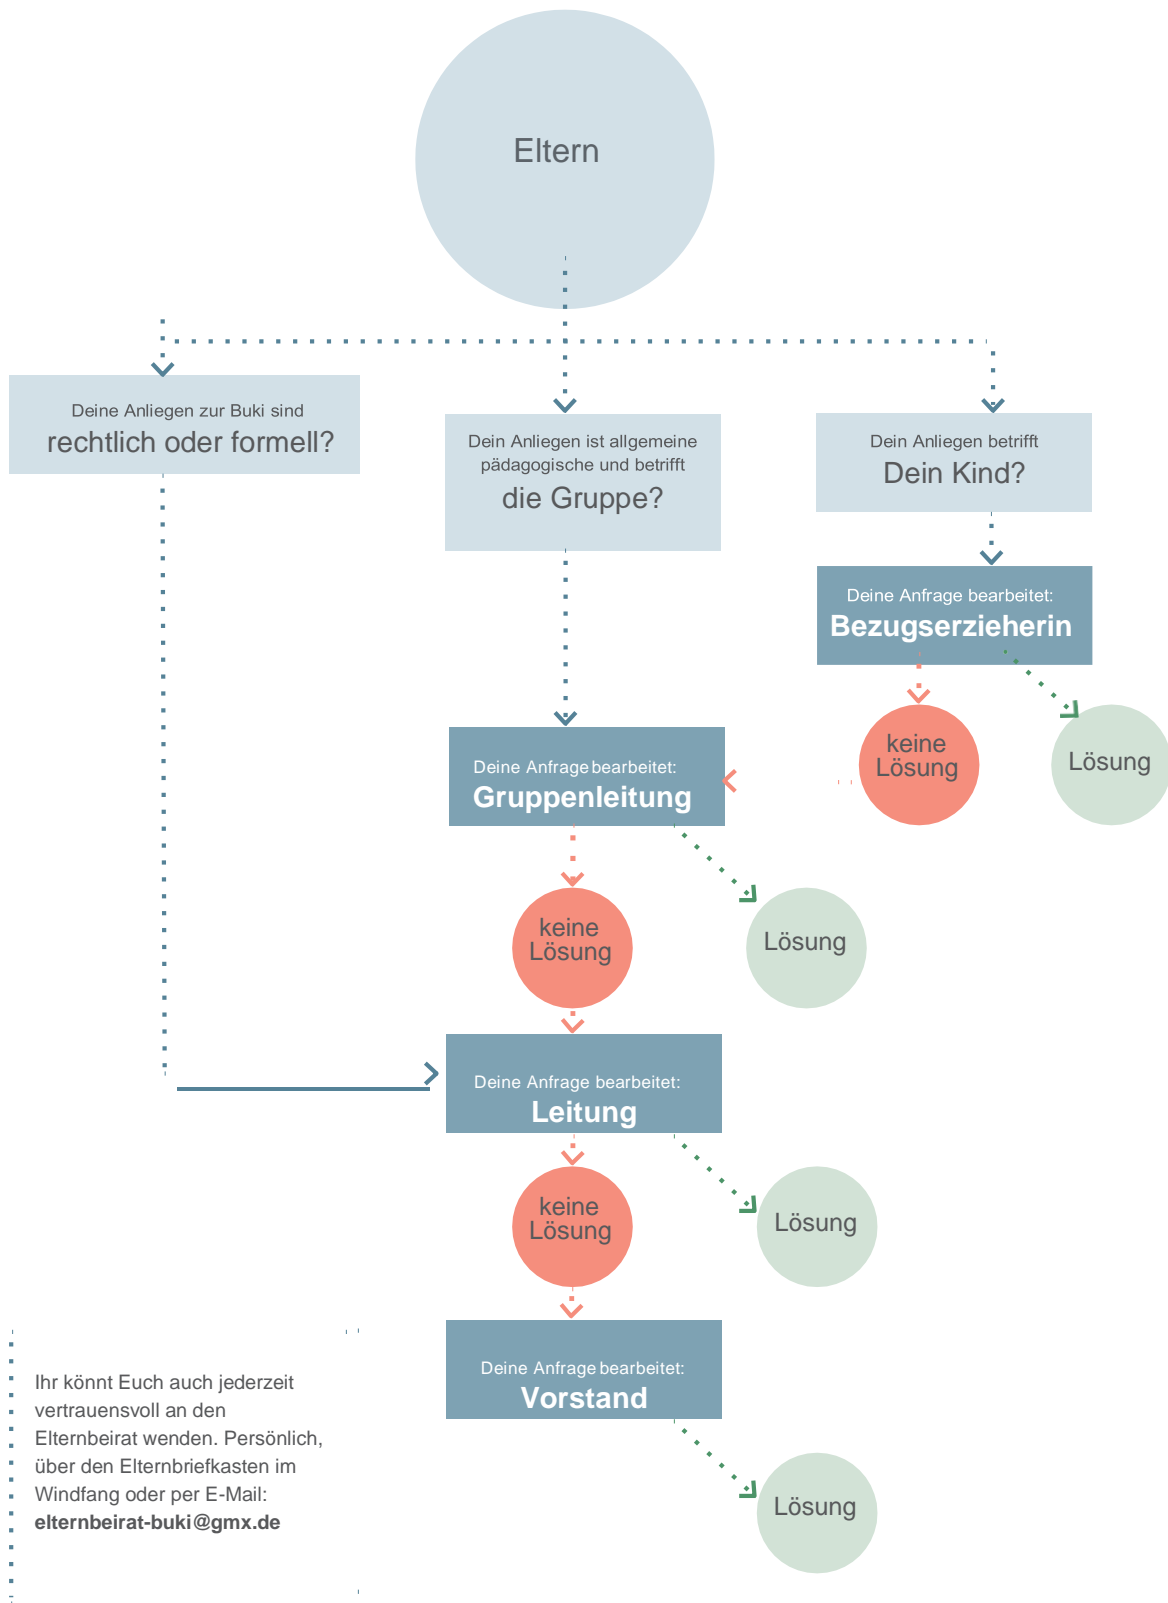 Eltern
Deine Anliegen zur Buki sind
rechtlich oder formell?
Dein Anliegen ist allgemeine
pädagogische und betrifft
die Gruppe?
Dein Anliegen betrifft
Dein Kind?
Deine Anfrage bearbeitet:
Bezugserzieherin
keine
Lösung
Lösung
Deine Anfrage bearbeitet:
Gruppenleitung
keine
Lösung
Lösung
Deine Anfrage bearbeitet:
Leitung
keine
Lösung
Lösung
Deine Anfrage bearbeitet:
Vorstand
Lösung
Ihr könnt Euch auch jederzeit
vertrauensvoll an den
Elternbeirat wenden. Persönlich,
über den Elternbriefkasten im
Windfang oder per E-Mail:
elternbeirat-buki@gmx.de